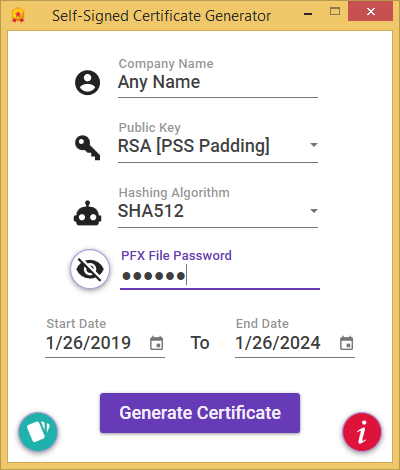 Self-Signed Certificate Generator
Company Name
Any Name
Public Key
RSA [PSS Padding]
Hashing Algorithm
SHA512
PFX File Password
●●●●●●
Start Date
End Date
1/26/2019
To
1/26/2024
Generate Certificate
i